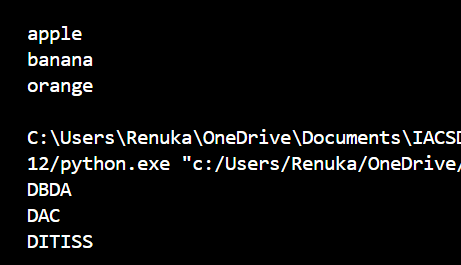 apple
banana
orange
C:\Users\Renuka\OneDrive\Documents\IACSD
12/python.exe "c:/Users/Renuka/OneDrive/
DBDA
DAC
DITISS